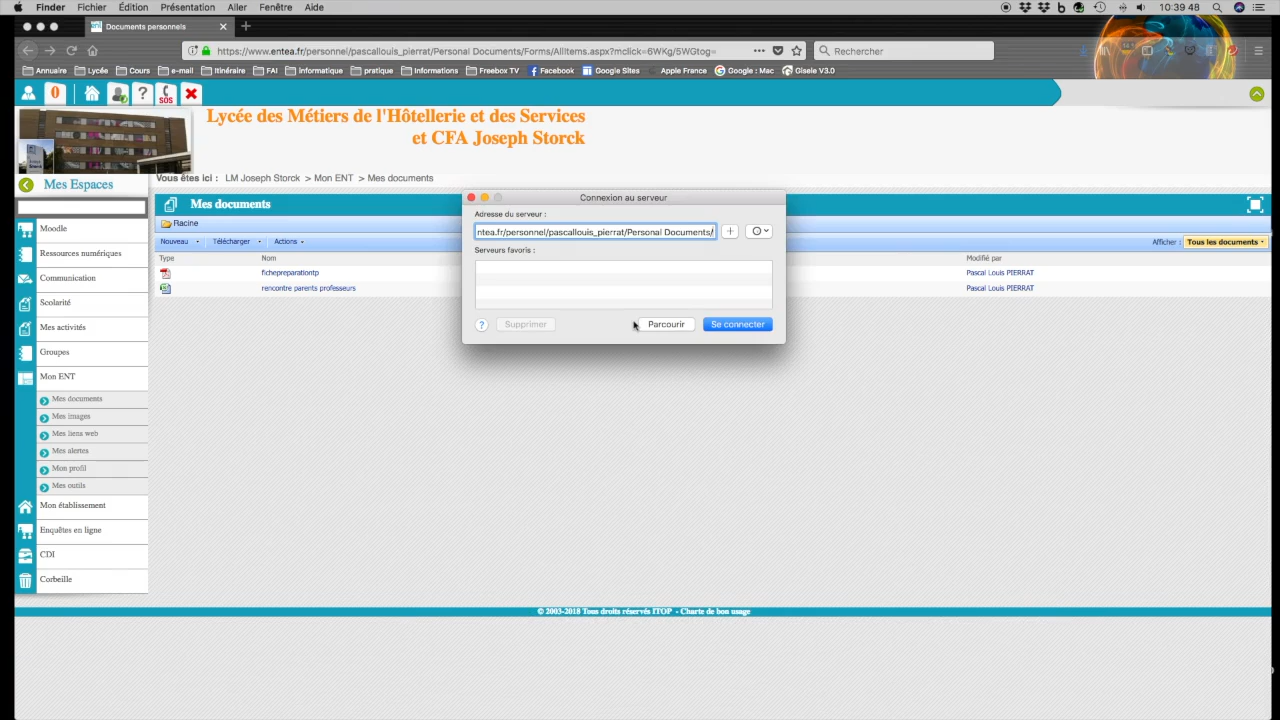 Finder Fichier Édition Présentation Aller Fenêtre Aide 10:39:48
Documents personnels
https://www.entea.fr/personnel/pascallouis_pierrat/Personal Documents/Forms/AllItems.aspx?mclick=6WKg/5WGtog=
Rechercher
Annuaire Lycée Cours e-mail Itinéraire FAI informatique pratique Informations Freebox TV Facebook Google Sites Apple France Google : Mac Gisele V3.0
0 ? SOS
Lycée des Métiers de l'Hôtellerie et des Services
et CFA Joseph Storck
Mes Espaces
Vous êtes ici : LM Joseph Storck > Mon ENT > Mes documents
Mes documents
Racine
Nouveau Télécharger Actions
Afficher : Tous les documents
Type Nom Modifié par
fichepreparationtp Pascal Louis PIERRAT
rencontre parents professeurs Pascal Louis PIERRAT
Connexion au serveur
Adresse du serveur :
ntea.fr/personnel/pascallouis_pierrat/Personal Documents/
Serveurs favoris :
? Supprimer Parcourir Se connecter
Moodle
Ressources numériques
Communication
Scolarité
Mes activités
Groupes
Mon ENT
Mes documents
Mes images
Mes liens web
Mes alertes
Mon profil
Mes outils
Mon établissement
Enquêtes en ligne
CDI
Corbeille
© 2003-2018 Tous droits réservés ITOP - Charte de bon usage